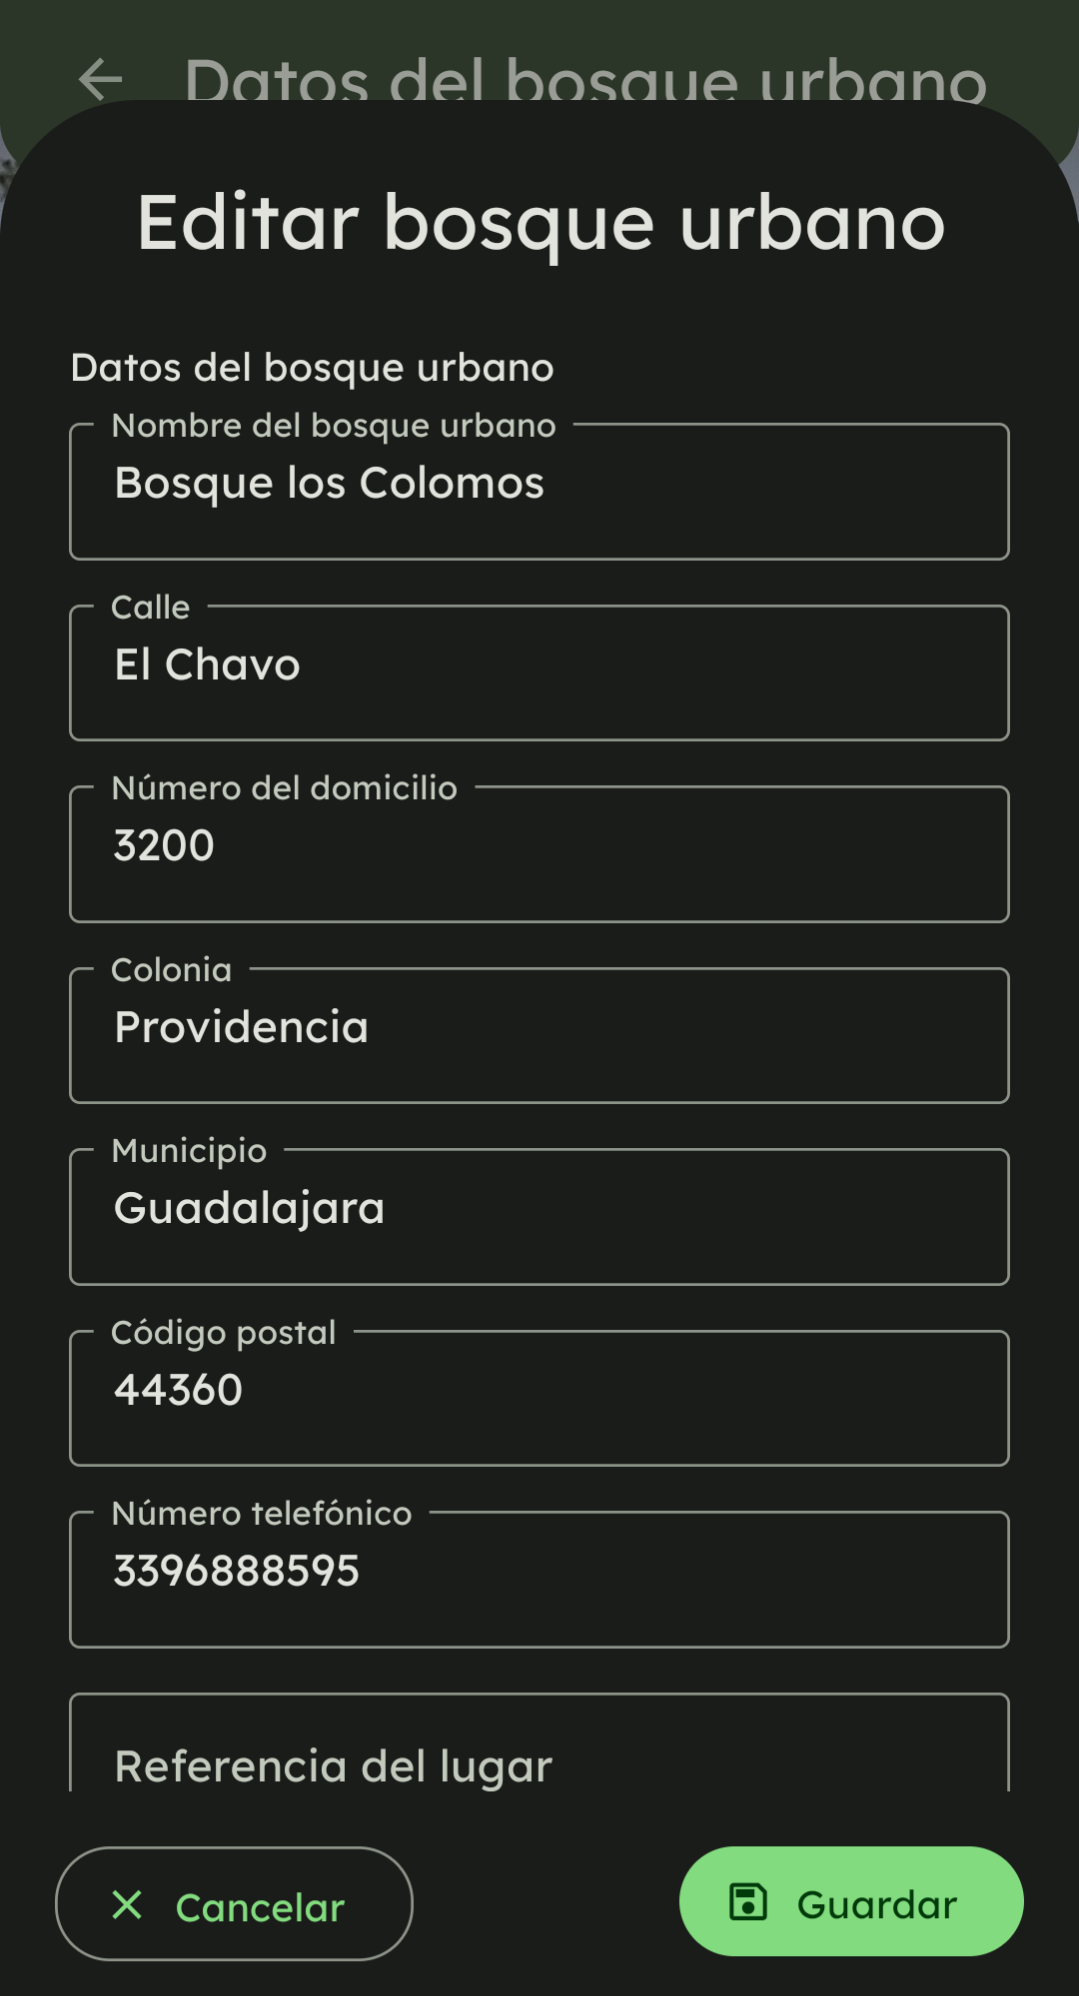 Datos del bosque urbano
Editar bosque urbano
Datos del bosque urbano
Nombre del bosque urbano
Bosque los Colomos
Calle
El Chavo
Número del domicilio
3200
Colonia
Providencia
Municipio
Guadalajara
Código postal
44360
Número telefónico
3396888595
Referencia del lugar
Cancelar
Guardar